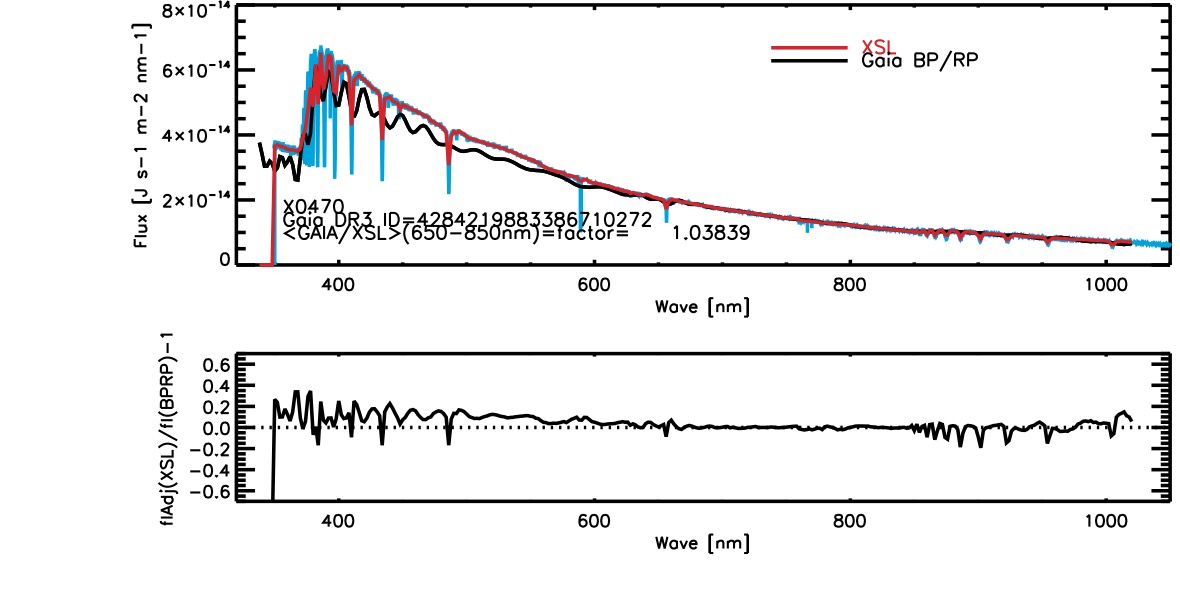 8×10⁻¹⁴
6×10⁻¹⁴
4×10⁻¹⁴
2×10⁻¹⁴
0
Flux [J s−1 m−2 nm−1]
XSL
Gaia BP/RP
X0470
Gaia DR3 ID=4284219883386710272
<GAIA/XSL>(650−850nm)=factor= 1.03839
400 600 800 1000
Wave [nm]
0.6
0.4
0.2
0.0
−0.2
−0.4
−0.6
flAdj(XSL)/fl(BPRP)−1
400 600 800 1000
Wave [nm]